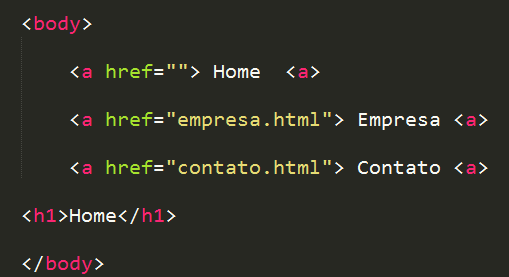 <body>
<a href=""> Home  <a>
<a href="empresa.html"> Empresa <a>
<a href="contato.html"> Contato <a>
<h1>Home</h1>
</body>